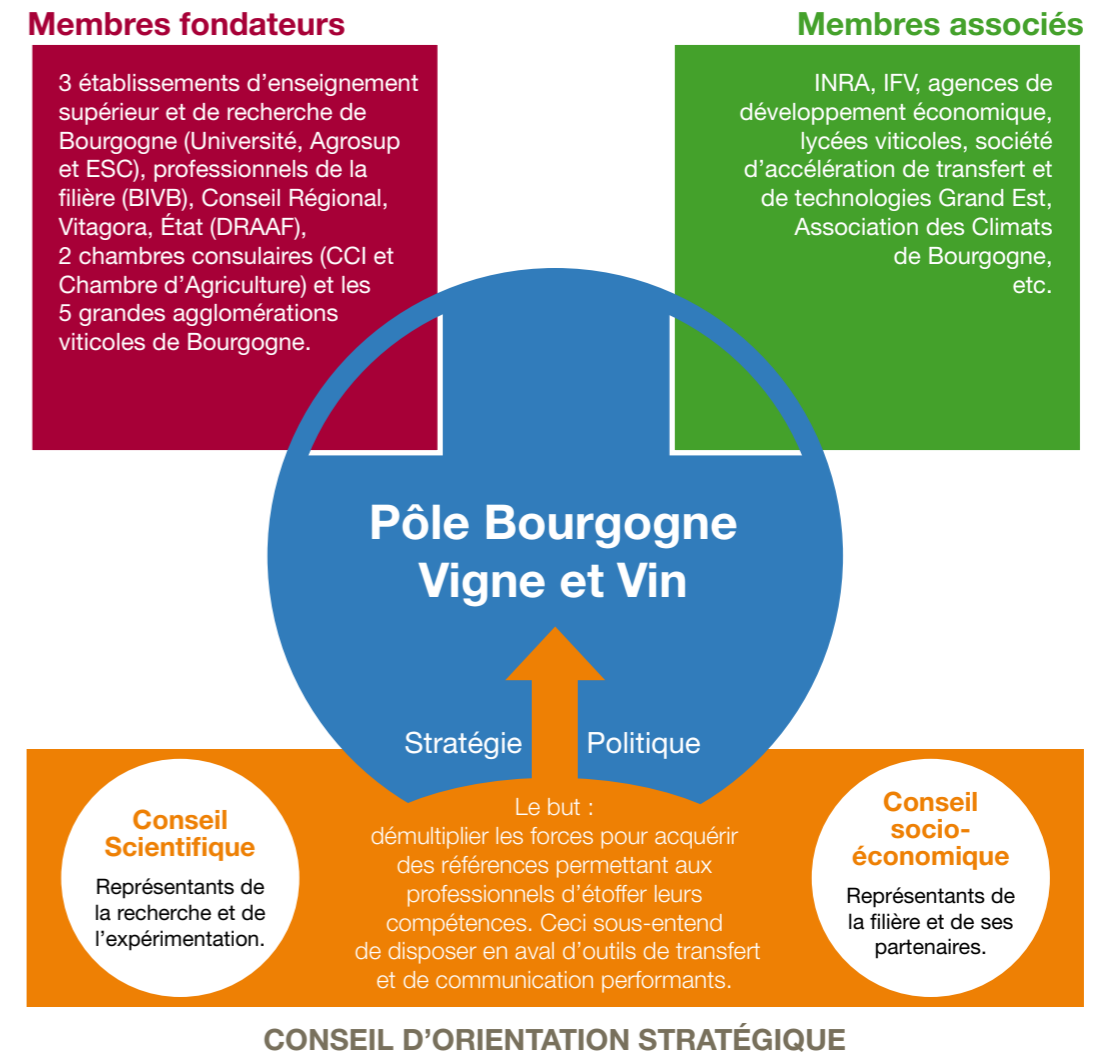 Membres fondateurs
3 établissements d’enseignement
supérieur et de recherche de
Bourgogne (Université, Agrosup
et ESC), professionnels de la
filière (BIVB), Conseil Régional,
Vitagora, État (DRAAF),
2 chambres consulaires (CCI et
Chambre d’Agriculture) et les
5 grandes agglomérations
viticoles de Bourgogne.
Membres associés
INRA, IFV, agences de
développement économique,
lycées viticoles, société
d’accélération de transfert et
de technologies Grand Est,
Association des Climats
de Bourgogne,
etc.
Pôle Bourgogne
Vigne et Vin
Stratégie
Politique
Conseil
Scientifique
Représentants de
la recherche et de
l’expérimentation.
Le but :
démultiplier les forces pour acquérir
des références permettant aux
professionnels d’étoffer leurs
compétences. Ceci sous-entend
de disposer en aval d’outils de transfert
et de communication performants.
Conseil
socio-
économique
Représentants de
la filière et de ses
partenaires.
CONSEIL D’ORIENTATION STRATÉGIQUE